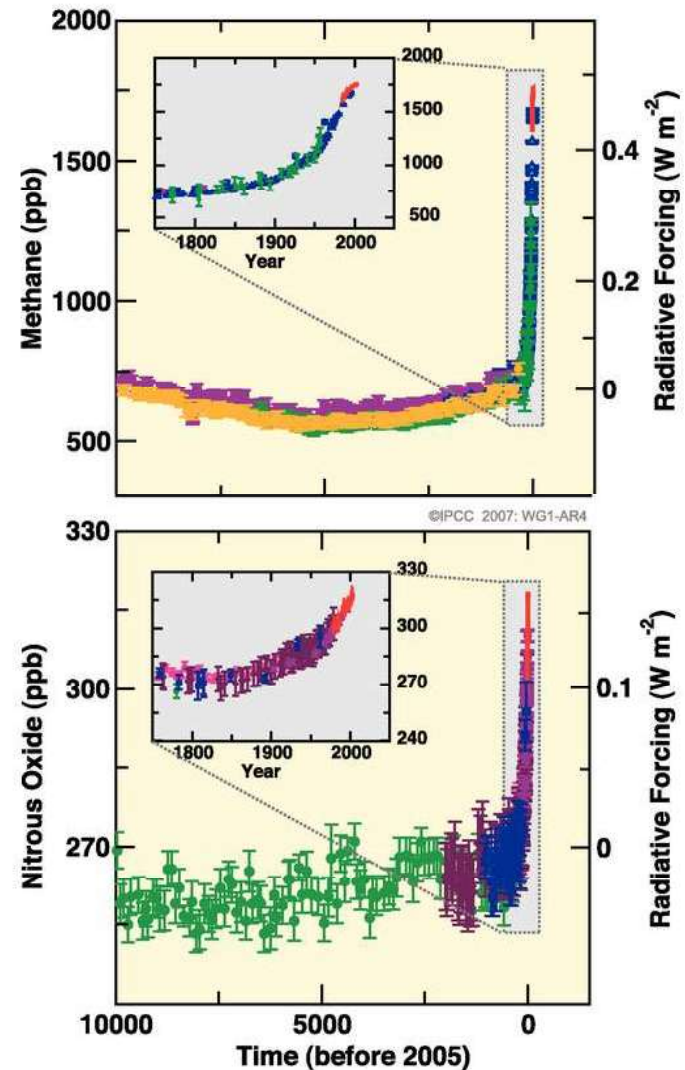 2000
1500
1000
500
Methane (ppb)
2000
1500
1000
500
1800 1900 2000
Year
0.4
0.2
0
Radiative Forcing (W m-2)
©IPCC 2007: WG1-AR4
330
300
270
Nitrous Oxide (ppb)
330
300
270
240
1800 1900 2000
Year
0.1
0
Radiative Forcing (W m-2)
10000 5000 0
Time (before 2005)